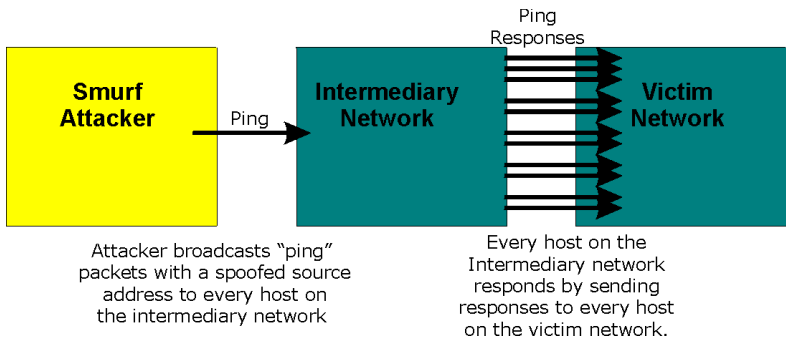 Ping
Responses
Smurf
Attacker
Ping
Intermediary
Network
Victim
Network
Attacker broadcasts “ping”
packets with a spoofed source
address to every host on
the intermediary network
Every host on the
Intermediary network
responds by sending
responses to every host
on the victim network.